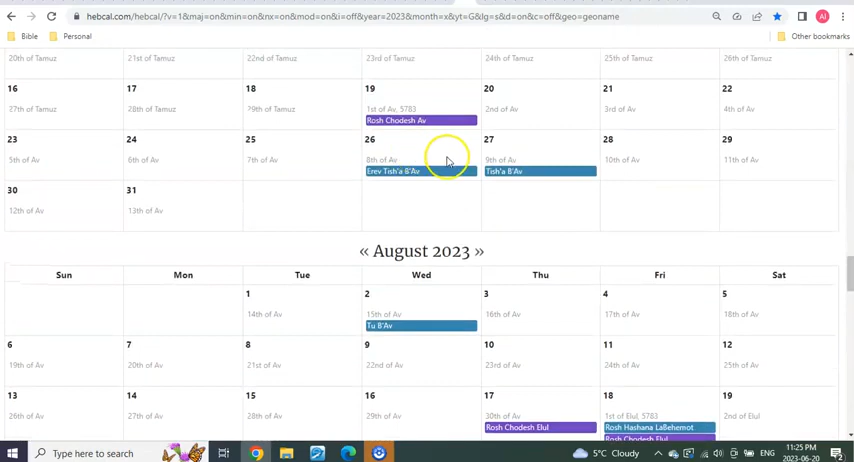 hebcal.com/hebcal/?v=1&maj=on&min=on&nx=on&mod=on&i=off&year=2023&month=x&yt=G&lg=s&d=on&c=off&geo=geoname
AI
Bible
Personal
Other bookmarks
20th of Tamuz 21st of Tamuz 22nd of Tamuz 23rd of Tamuz 24th of Tamuz 25th of Tamuz 26th of Tamuz
16 17 18 19 20 21 22
27th of Tamuz 28th of Tamuz 29th of Tamuz 1st of Av, 5783 2nd of Av 3rd of Av 4th of Av
Rosh Chodesh Av
23 24 25 26 27 28 29
5th of Av 6th of Av 7th of Av 8th of Av 9th of Av 10th of Av 11th of Av
Erev Tish'a B'Av Tish'a B'Av
30 31
12th of Av 13th of Av
« August 2023 »
Sun Mon Tue Wed Thu Fri Sat
1 2 3 4 5
14th of Av 15th of Av 16th of Av 17th of Av 18th of Av
Tu B'Av
6 7 8 9 10 11 12
19th of Av 20th of Av 21st of Av 22nd of Av 23rd of Av 24th of Av 25th of Av
13 14 15 16 17 18 19
26th of Av 27th of Av 28th of Av 29th of Av 30th of Av 1st of Elul, 5783 2nd of Elul
Rosh Chodesh Elul Rosh Hashana LaBehemot
Rosh Chodesh Elul
Type here to search
5°C Cloudy
ENG
11:25 PM
2023-06-20
2